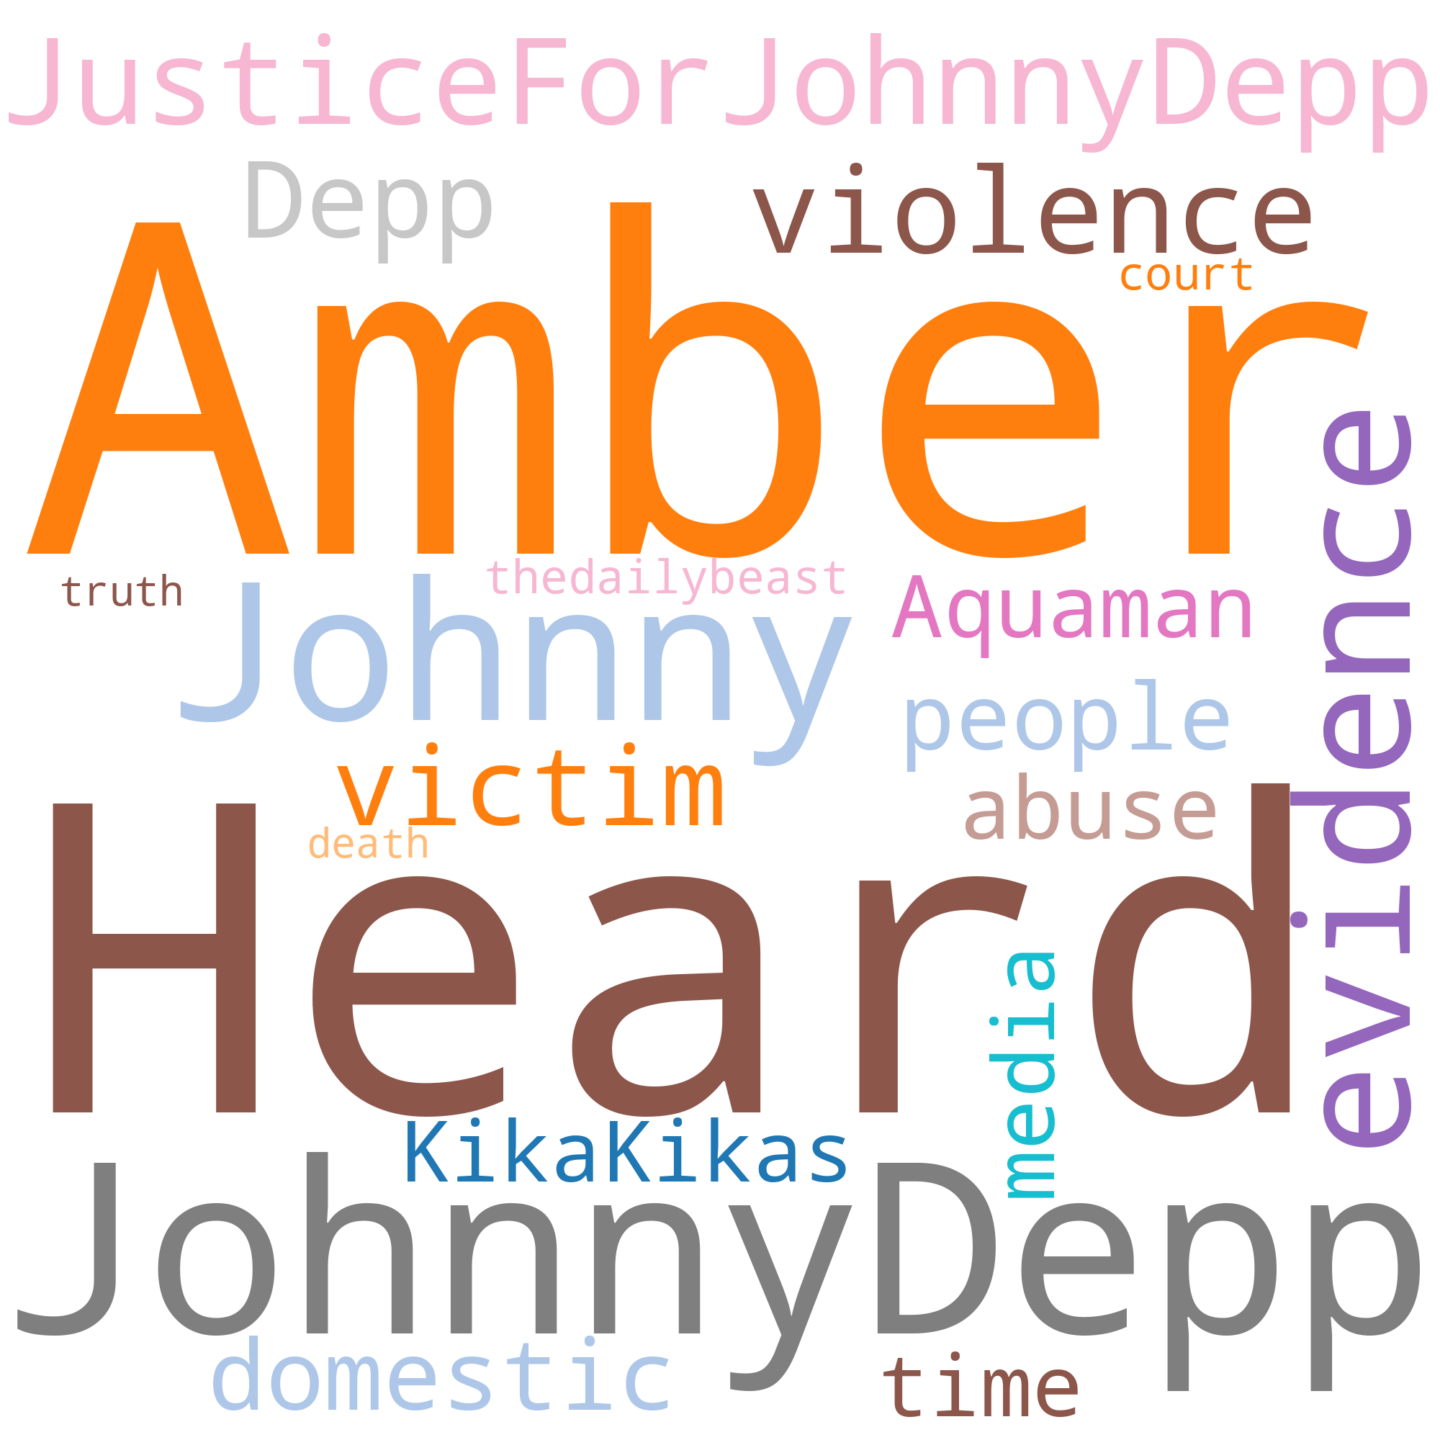 JusticeForJohnnyDepp
Depp
violence
court
Amber
evidence
truth
thedailybeast
Johnny
Aquaman
people
victim
abuse
death
Heard
media
KikaKikas
JohnnyDepp
domestic
time